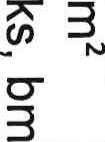 m²
ks, bm